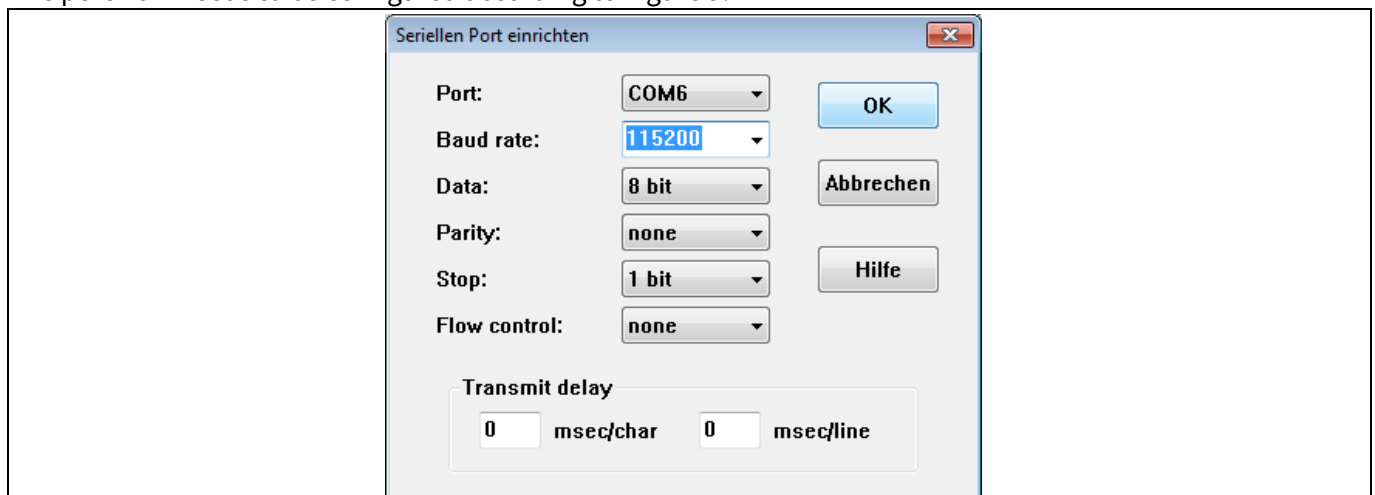 Seriellen Port einrichten
Port: COM6
OK
Baud rate: 115200
Data: 8 bit
Abbrechen
Parity: none
Hilfe
Stop: 1 bit
Flow control: none
Transmit delay
0 msec/char 0 msec/line